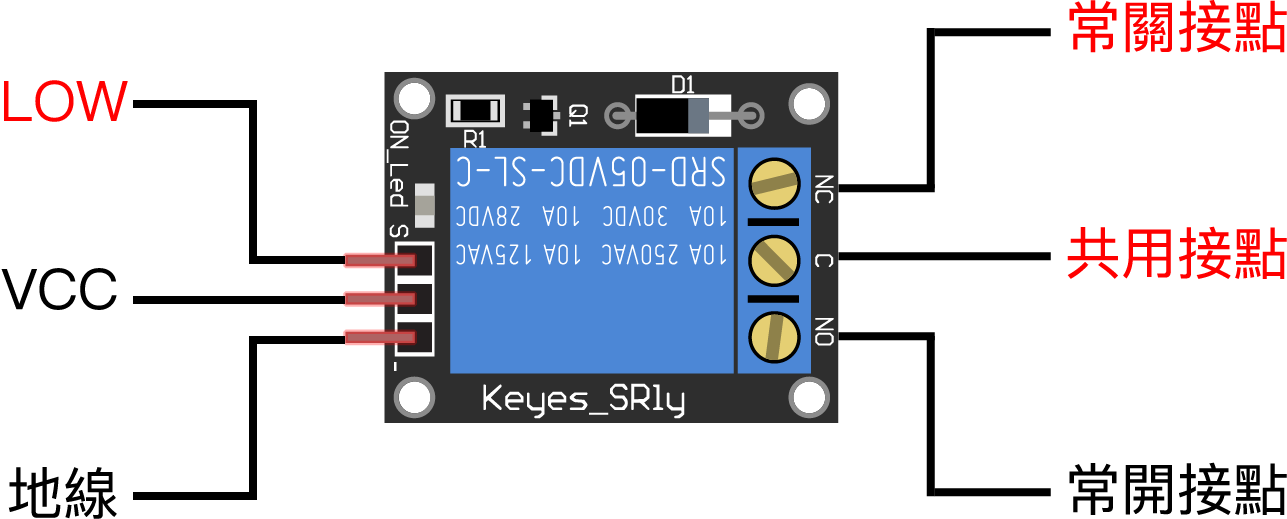 常關接點
LOW
D1
Q1
R1
ON_Led
SRD-05VDC-SL-C
NC
10A 30VDC 10A 28VDC
S
10A 250VAC 10A 125VAC
C
共用接點
VCC
NO
-
Keyes_SRly
地線
常開接點